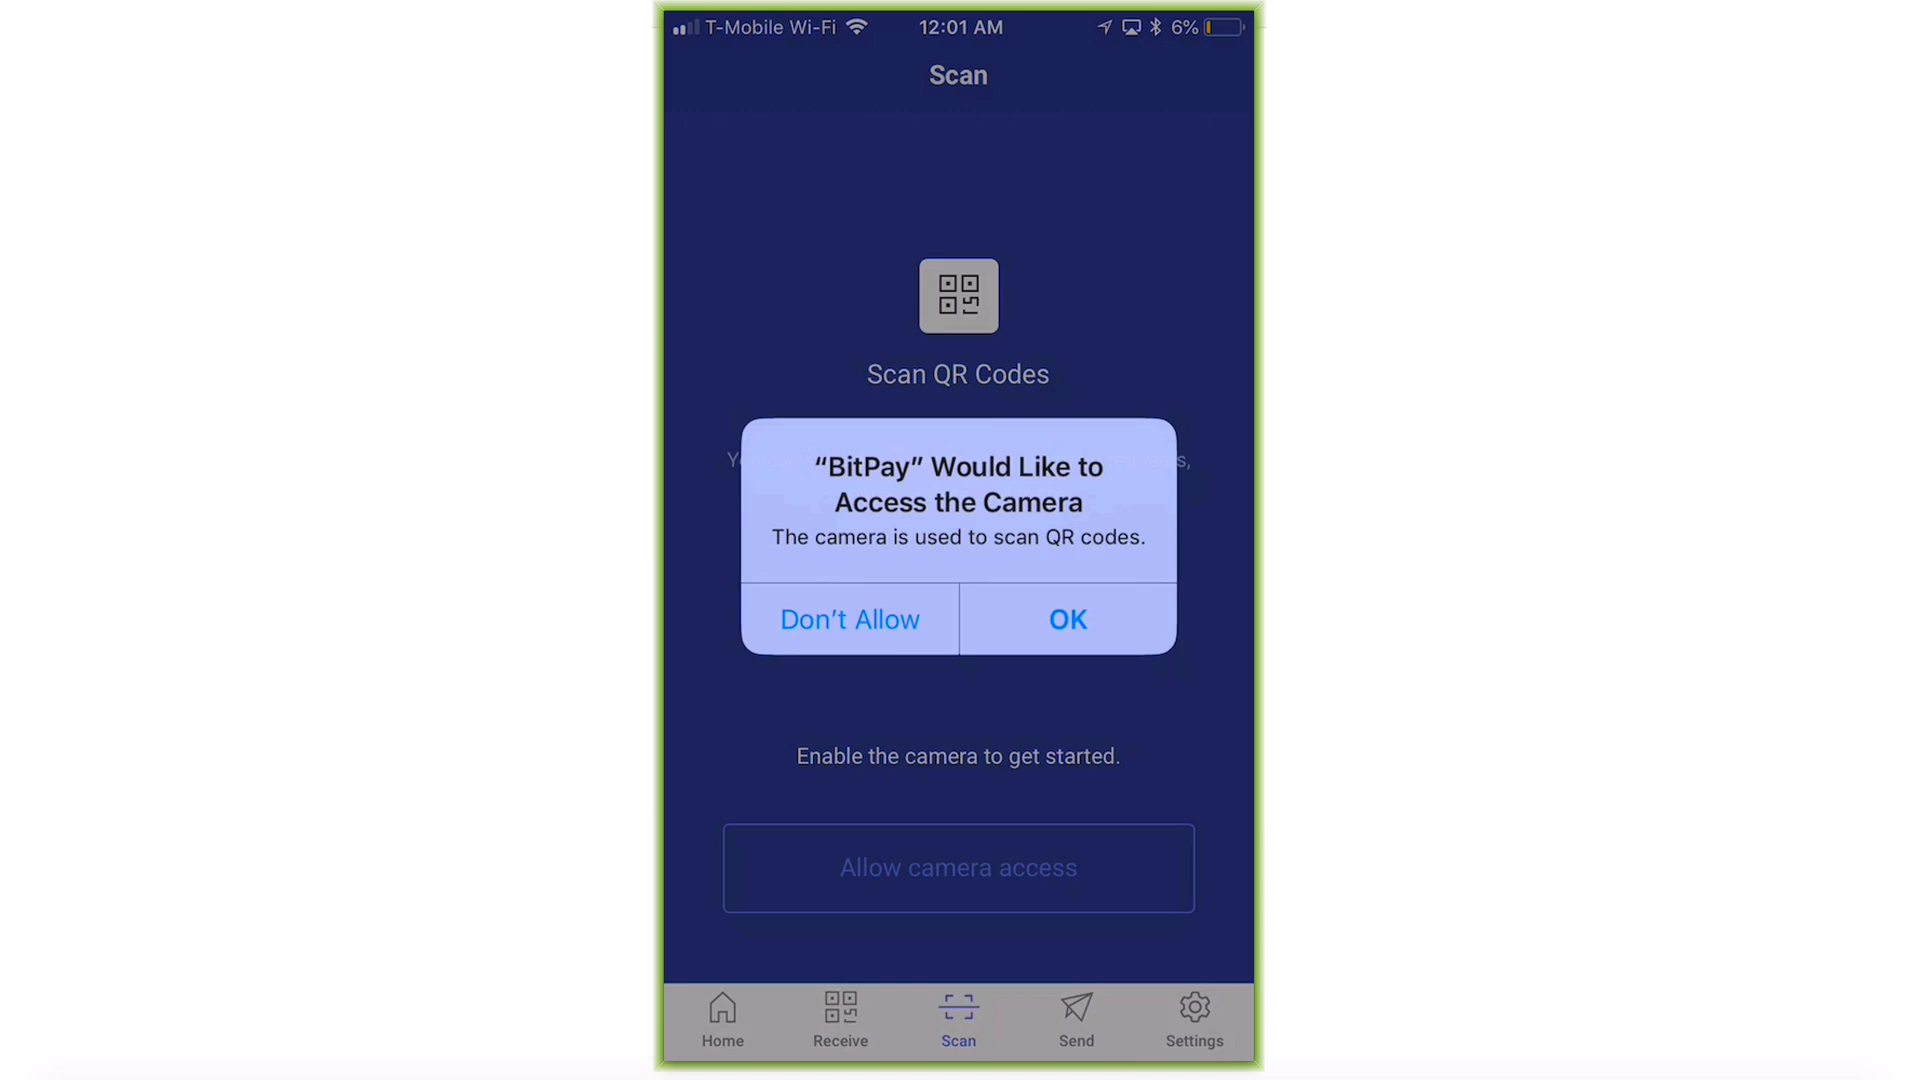 T-Mobile Wi-Fi 12:01 AM 6%
Scan
Scan QR Codes
“BitPay” Would Like to
Access the Camera
The camera is used to scan QR codes.
Don’t Allow OK
Enable the camera to get started.
Allow camera access
Home Receive Scan Send Settings